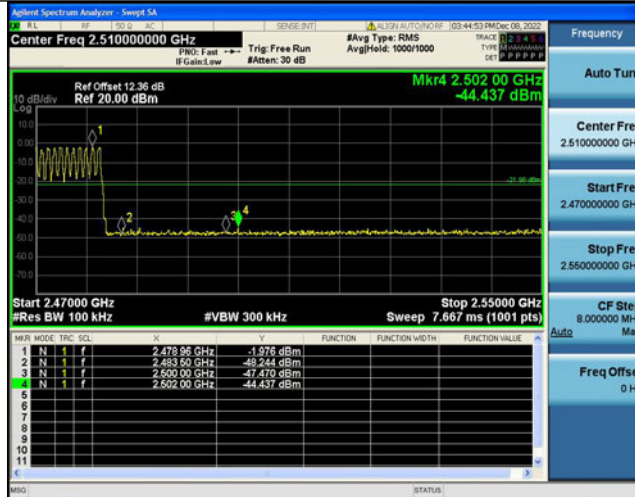 Agilent Spectrum Analyzer - Swept SA
RL RF 50 Ω AC SENSE:INT ALIGN AUTO/NO RF 03:44:53 PM Dec 08, 2022
Center Freq 2.510000000 GHz
PNO: Fast
IFGain:Low
Trig: Free Run
#Atten: 30 dB
#Avg Type: RMS
Avg|Hold: 1000/1000
TRACE 1 2 3 4 5 6
TYPE M
DET P P P P P P
Ref Offset 12.36 dB
Ref 20.00 dBm
Mkr4 2.502 00 GHz
-44.437 dBm
10 dB/div
Log
10.0
0.00
-10.0
-20.0
-30.0
-40.0
-50.0
-60.0
-70.0
1
2
3
4
-21.98 dBm
Start 2.47000 GHz
Stop 2.55000 GHz
#Res BW 100 kHz
#VBW 300 kHz
Sweep 7.667 ms (1001 pts)
MKR MODE TRC SCL X Y FUNCTION FUNCTION WIDTH FUNCTION VALUE
1 N 1 f 2.478 96 GHz -1.976 dBm
2 N 1 f 2.483 50 GHz -48.244 dBm
3 N 1 f 2.500 00 GHz -47.470 dBm
4 N 1 f 2.502 00 GHz -44.437 dBm
5
6
7
8
9
10
11
MSG
STATUS
Frequency
Auto Tun
Center Fre
2.510000000 GH
Start Fre
2.470000000 GH
Stop Fre
2.550000000 GH
CF Ste
8.000000 MH
Auto Ma
Freq Offse
0 H